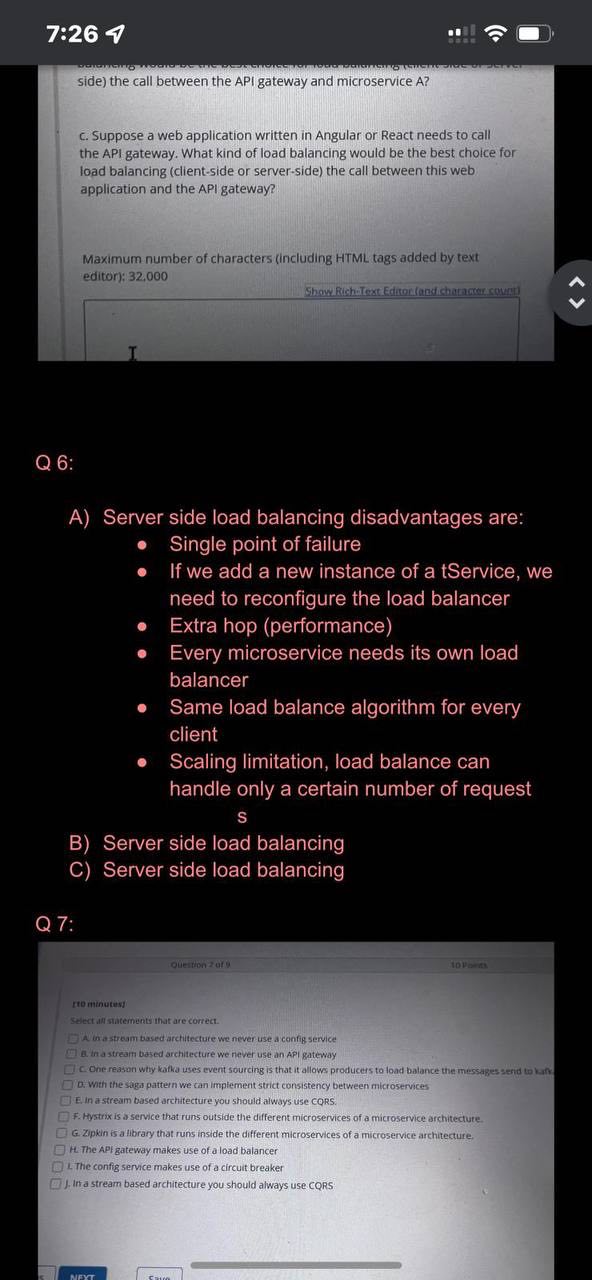 7:26
side) the call between the API gateway and microservice A?
c. Suppose a web application written in Angular or React needs to call
the API gateway. What kind of load balancing would be the best choice for
load balancing (client-side or server-side) the call between this web
application and the API gateway?
Maximum number of characters (including HTML tags added by text
editor): 32,000
Show Rich-Text Editor (and character count)
Q 6:
A) Server side load balancing disadvantages are:
• Single point of failure
• If we add a new instance of a tService, we
need to reconfigure the load balancer
• Extra hop (performance)
• Every microservice needs its own load
balancer
• Same load balance algorithm for every
client
• Scaling limitation, load balance can
handle only a certain number of request
s
B) Server side load balancing
C) Server side load balancing
Q 7:
Question 7 of 9 10 Points
[10 minutes]
Select all statements that are correct.
A. In a stream based architecture we never use a config service
B. In a stream based architecture we never use an API gateway
C. One reason why kafka uses event sourcing is that it allows producers to load balance the messages send to kafk
D. With the saga pattern we can implement strict consistency between microservices
E. In a stream based architecture you should always use CQRS.
F. Hystrix is a service that runs outside the different microservices of a microservice architecture.
G. Zipkin is a library that runs inside the different microservices of a microservice architecture.
H. The API gateway makes use of a load balancer
I. The config service makes use of a circuit breaker
J. In a stream based architecture you should always use CQRS
NEXT Save